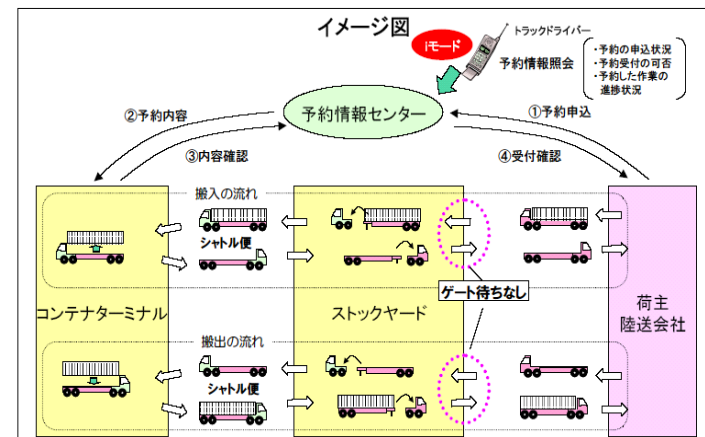 イメージ図
iモード
トラックドライバー
予約情報照会
・予約の申込状況
・予約受付の可否
・予約した作業の
進捗状況
②予約内容
予約情報センター
①予約申込
③内容確認
④受付確認
搬入の流れ
シャトル便
ゲート待ちなし
コンテナターミナル
ストックヤード
荷主
陸送会社
搬出の流れ
シャトル便